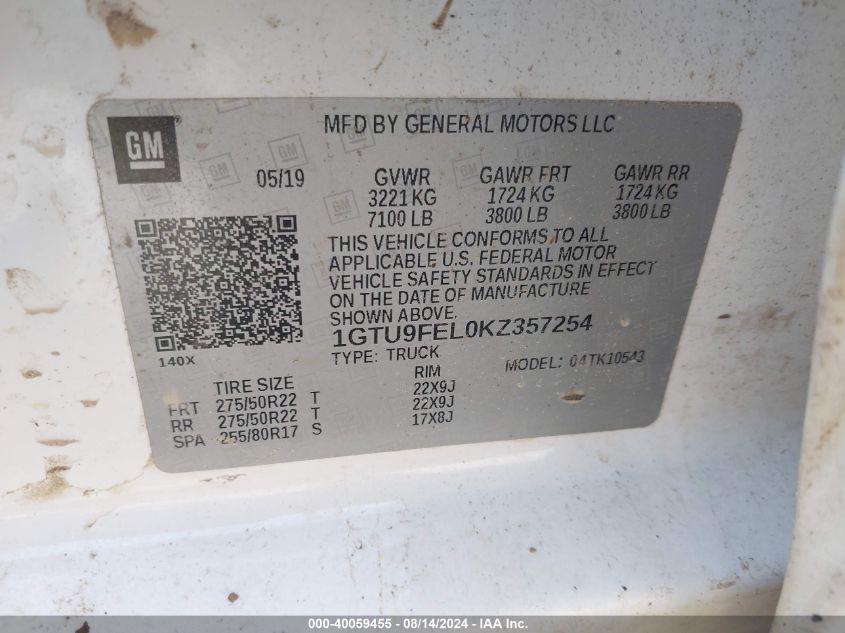 GM
MFD BY GENERAL MOTORS LLC
05/19 GVWR GAWR FRT GAWR RR
3221 KG 1724 KG 1724 KG
7100 LB 3800 LB 3800 LB
THIS VEHICLE CONFORMS TO ALL
APPLICABLE U.S. FEDERAL MOTOR
VEHICLE SAFETY STANDARDS IN EFFECT
ON THE DATE OF MANUFACTURE
SHOWN ABOVE.
1GTU9FEL0KZ357254
140X TYPE: TRUCK MODEL: 04TK10543
TIRE SIZE RIM
FRT 275/50R22 T 22X9J
RR 275/50R22 T 22X9J
SPA 255/80R17 S 17X8J
000-40059455 - 08/14/2024 - IAA Inc.